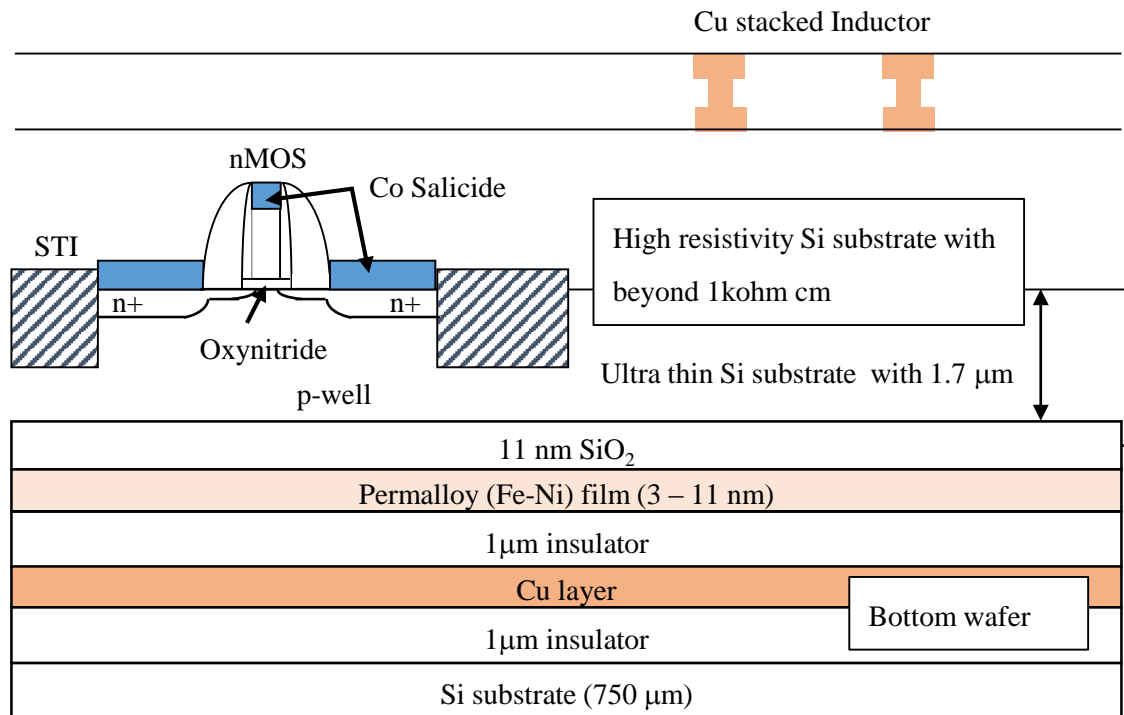 Cu stacked Inductor
nMOS
Co Salicide
STI
High resistivity Si substrate with
beyond 1kohm cm
n+
n+
Oxynitride
Ultra thin Si substrate with 1.7 μm
p-well
11 nm SiO₂
Permalloy (Fe-Ni) film (3 – 11 nm)
1μm insulator
Cu layer
Bottom wafer
1μm insulator
Si substrate (750 μm)